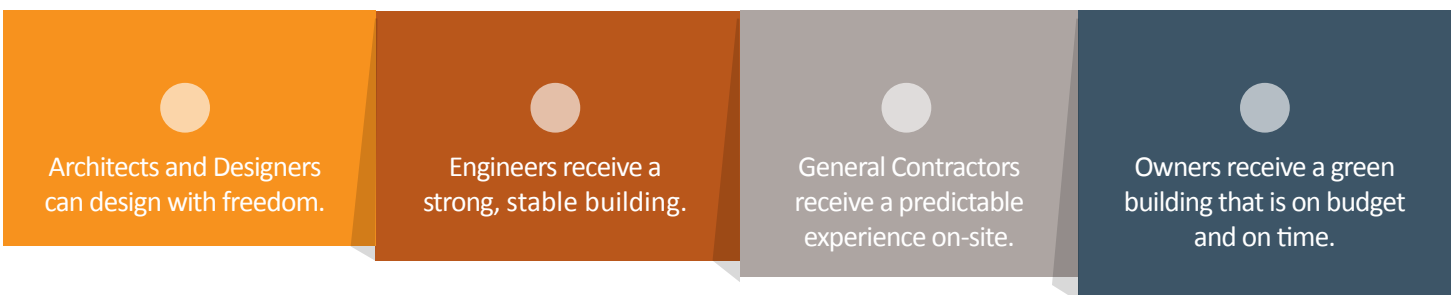 Architects and Designers
can design with freedom.
Engineers receive a
strong, stable building.
General Contractors
receive a predictable
experience on-site.
Owners receive a green
building that is on budget
and on time.